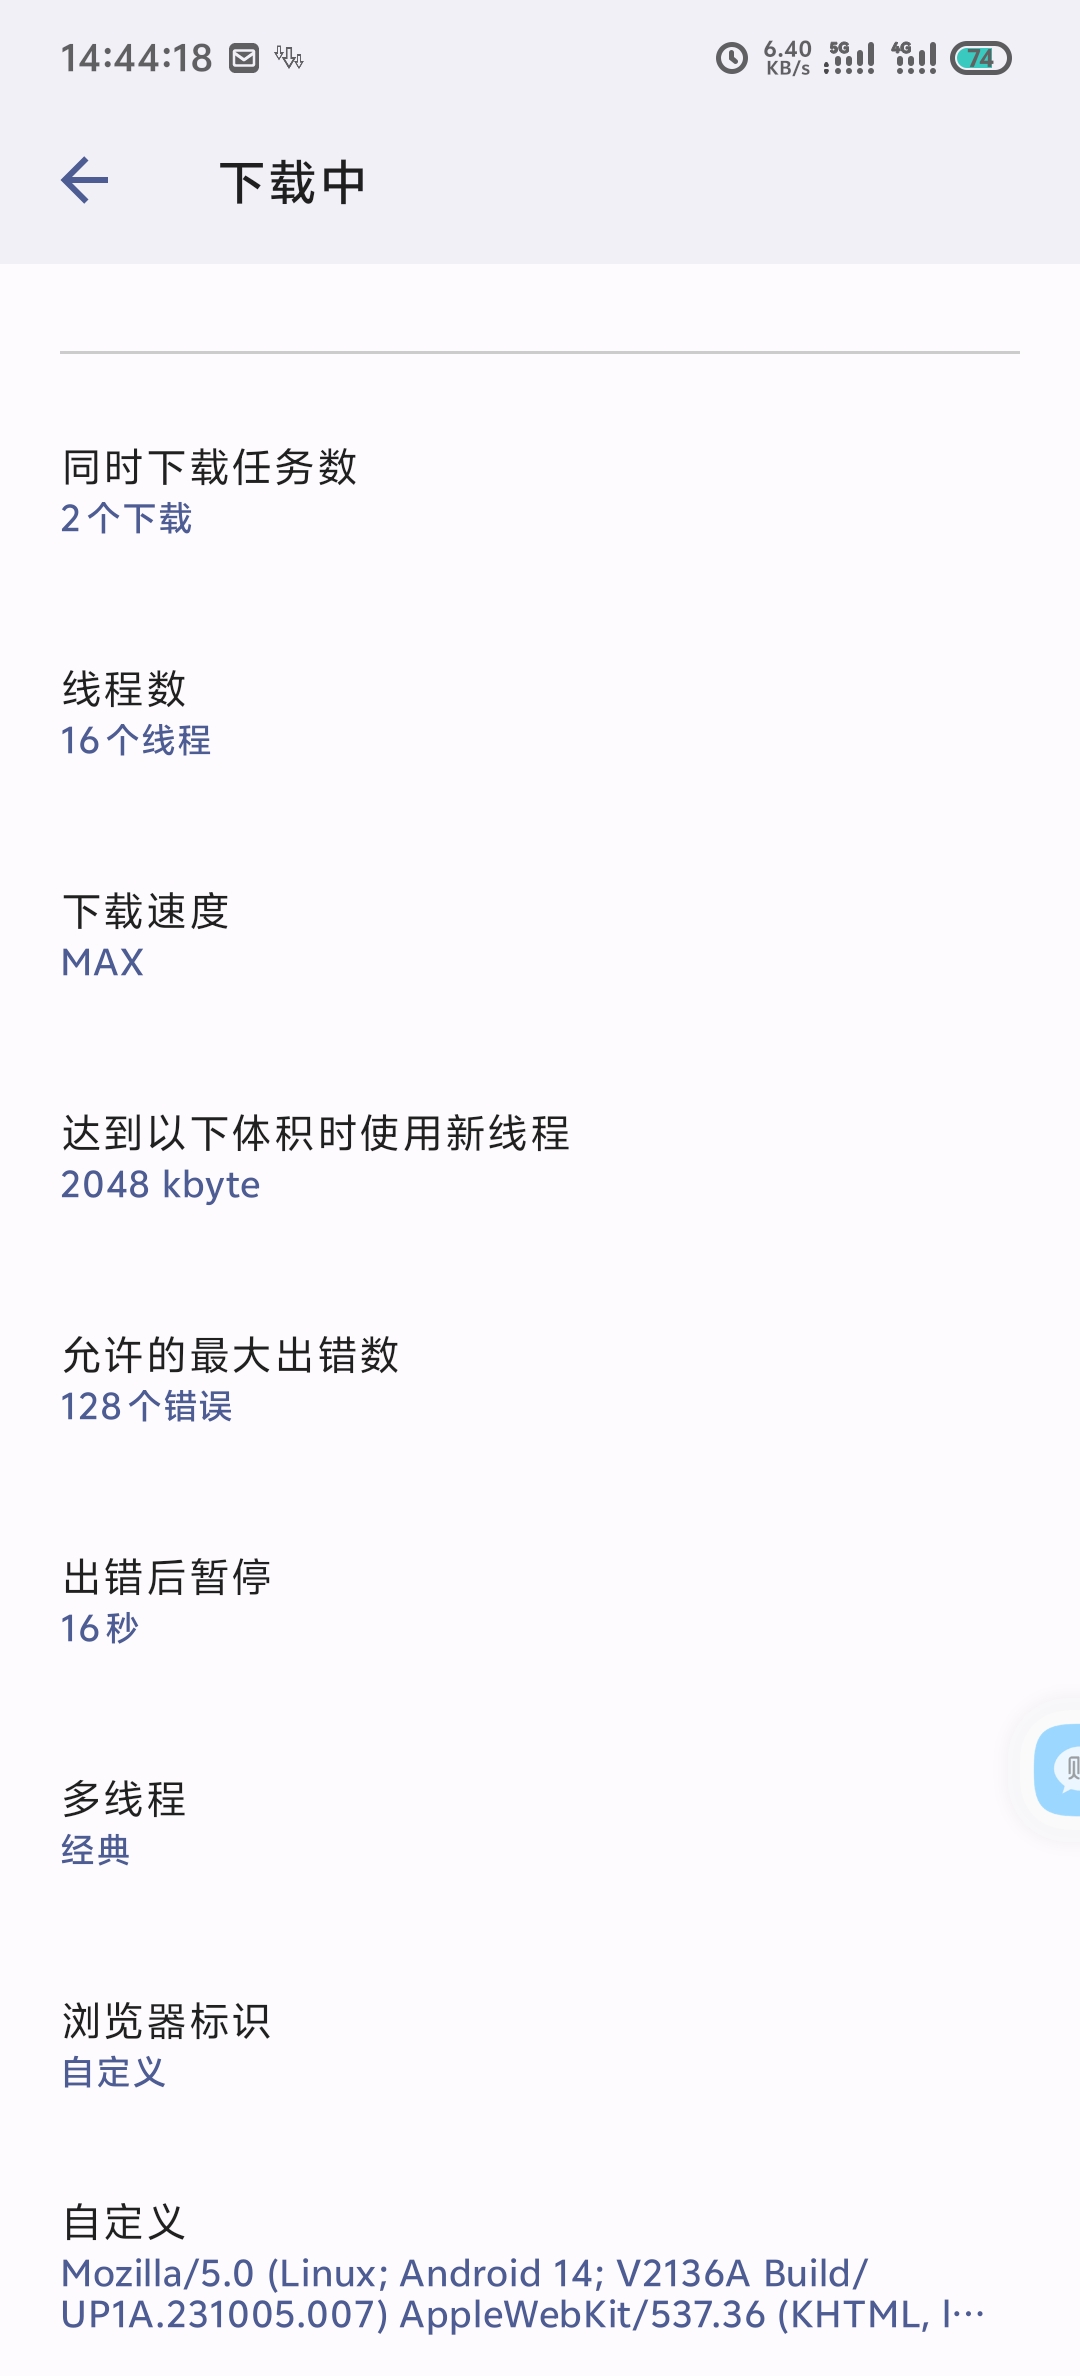 14:44:18
6.40
KB/s
5G
4G
74
下载中
同时下载任务数
2个下载
线程数
16个线程
下载速度
MAX
达到以下体积时使用新线程
2048 kbyte
允许的最大出错数
128个错误
出错后暂停
16秒
多线程
经典
浏览器标识
自定义
自定义
Mozilla/5.0 (Linux; Android 14; V2136A Build/
UP1A.231005.007) AppleWebKit/537.36 (KHTML, l…